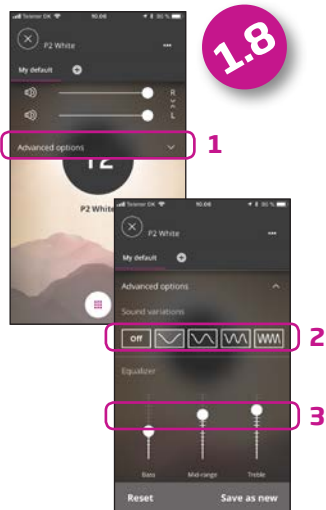 Telenor DK 10.06 80 %
1.8
P2 White
My default
R
L
Advanced options
1
12
P2 White
Telenor DK 10.06 80 %
P2 White
My default
Advanced options
Sound variations
off
2
Equalizer
3
Bass Mid-range Treble
Reset Save as new